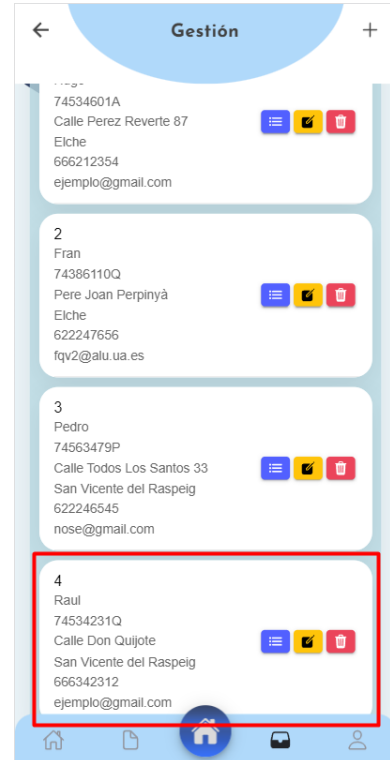 Gestión
74534601A
Calle Perez Reverte 87
Elche
666212354
ejemplo@gmail.com
2
Fran
74386110Q
Pere Joan Perpinyà
Elche
622247656
fqv2@alu.ua.es
3
Pedro
74563479P
Calle Todos Los Santos 33
San Vicente del Raspeig
622246545
nose@gmail.com
4
Raul
74534231Q
Calle Don Quijote
San Vicente del Raspeig
666342312
ejemplo@gmail.com